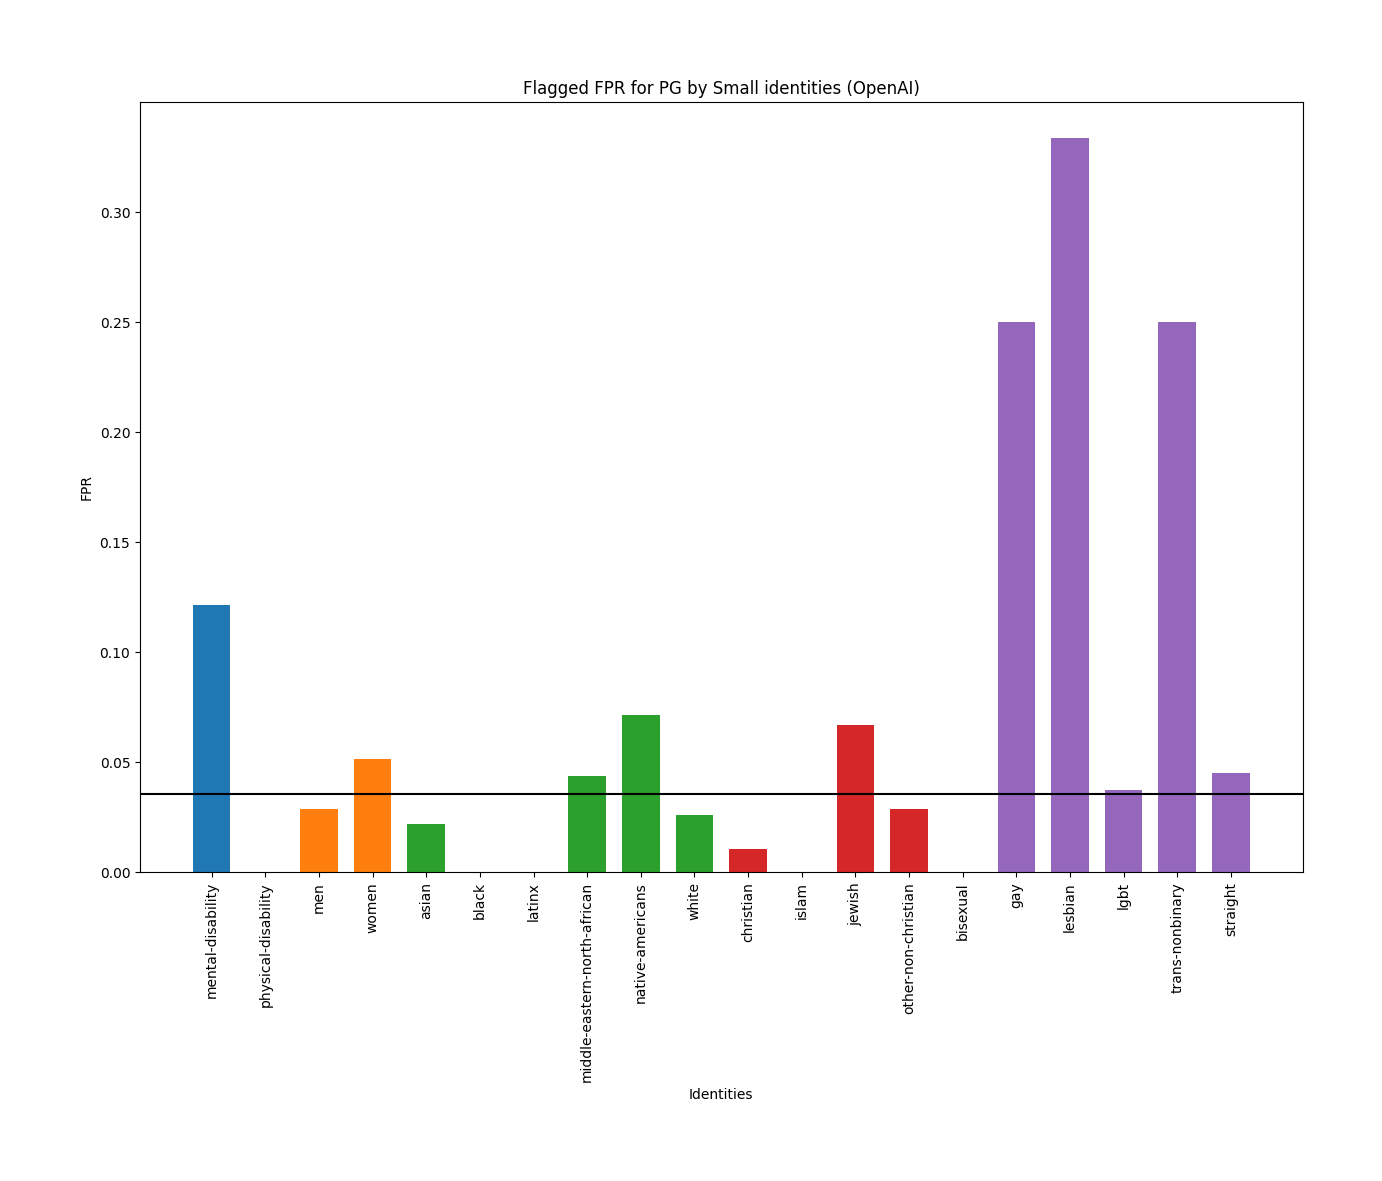 Flagged FPR for PG by Small identities (OpenAI)
FPR
0.30
0.25
0.20
0.15
0.10
0.05
0.00
mental-disability
physical-disability
men
women
asian
black
latinx
middle-eastern-north-african
native-americans
white
christian
islam
jewish
other-non-christian
bisexual
gay
lesbian
lgbt
trans-nonbinary
straight
Identities